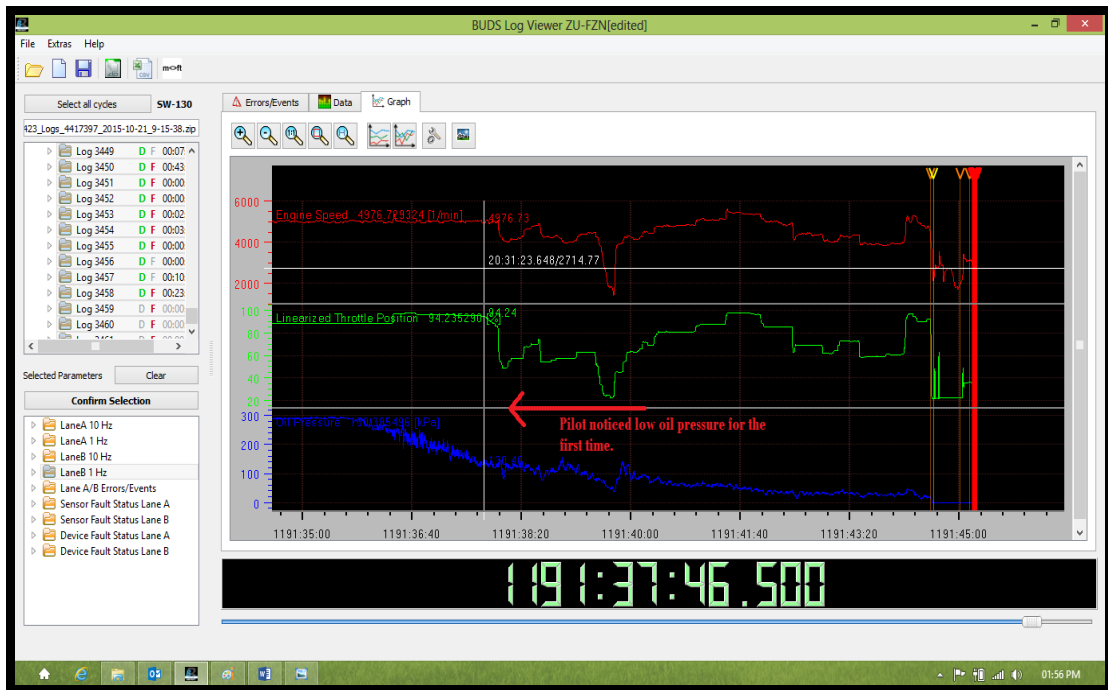 BUDS Log Viewer ZU-FZN[edited]
File Extras Help
CSV
Select all cycles SW-130
423_Logs_4417397_2015-10-21_9-15-38.zip
Log 3449 D F 00:07
Log 3450 D F 00:43
Log 3451 D F 00:00
Log 3452 D F 00:00
Log 3453 D F 00:02
Log 3454 D F 00:03
Log 3455 D F 00:00
Log 3456 D F 00:00
Log 3457 D F 00:10
Log 3458 D F 00:23
Log 3459 D F 00:00
Log 3460 D F 00:00
Selected Parameters Clear
Confirm Selection
LaneA 10 Hz
LaneA 1 Hz
LaneB 10 Hz
LaneB 1 Hz
Lane A/B Errors/Events
Sensor Fault Status Lane A
Sensor Fault Status Lane B
Device Fault Status Lane A
Device Fault Status Lane B
Errors/Events Data Graph
6000
Engine Speed 4976.729324 [1/min] 4976.73
4000
20:31:23.648/2714.77
2000
100
Linearized Throttle Position 94.235290 [%] 94.24
80
60
40
20
300
Oil Pressure [kPa]
200
100
0
Pilot noticed low oil pressure for the
first time.
1191:35:00 1191:36:40 1191:38:20 1191:40:00 1191:41:40 1191:43:20 1191:45:00
1191:37:46.500
01:56 PM